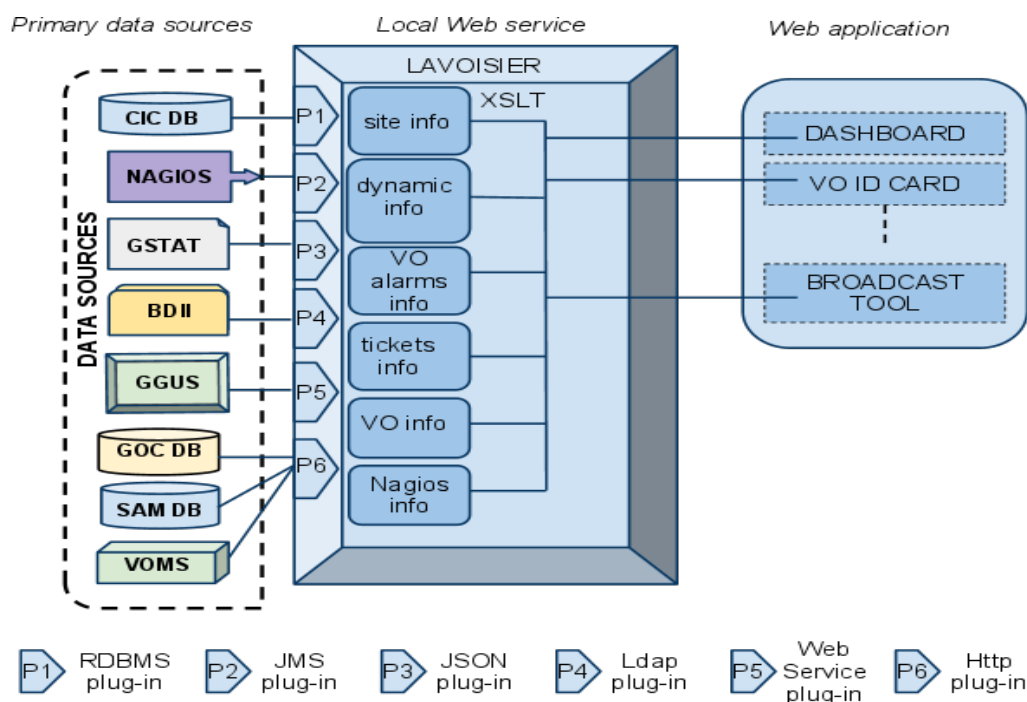 Primary data sources
Local Web service
Web application
LAVOISIER
XSLT
DATA SOURCES
CIC DB
NAGIOS
GSTAT
BDII
GGUS
GOC DB
SAM DB
VOMS
P1
P2
P3
P4
P5
P6
site info
dynamic
info
VO
alarms
info
tickets
info
VO info
Nagios
info
DASHBOARD
VO ID CARD
BROADCAST
TOOL
P1
RDBMS
plug-in
P2
JMS
plug-in
P3
JSON
plug-in
P4
Ldap
plug-in
P5
Web
Service
plug-in
P6
Http
plug-in